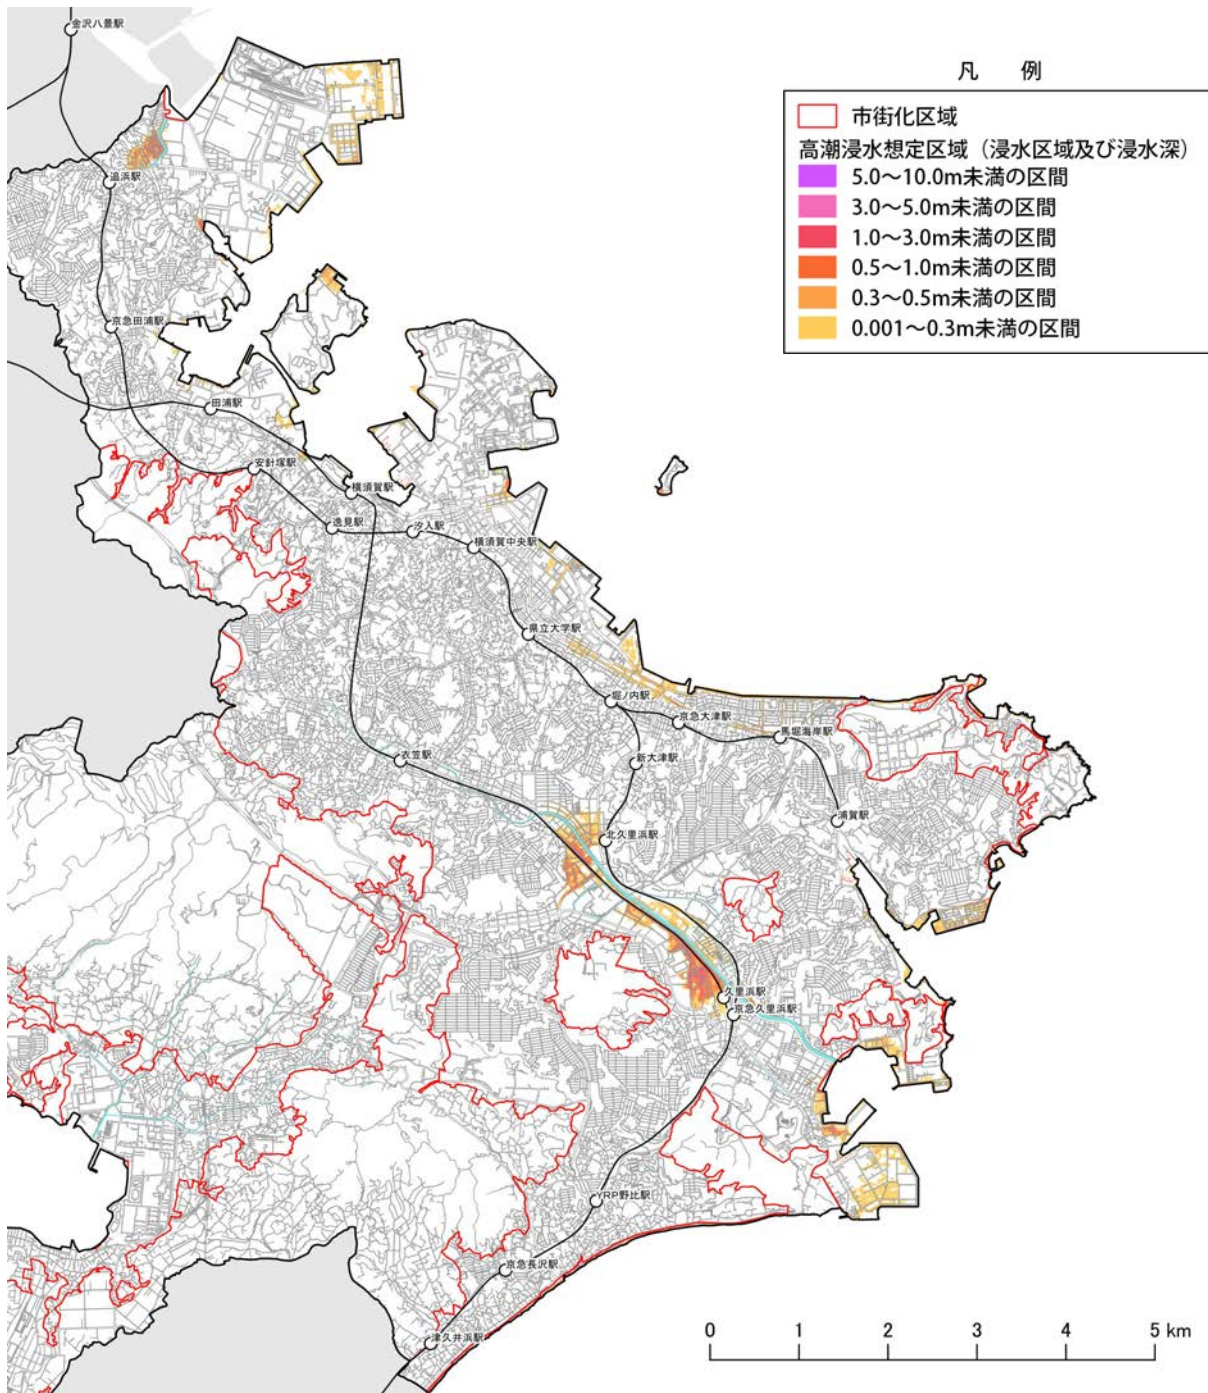 金沢八景駅
凡 例
市街化区域
高潮浸水想定区域（浸水区域及び浸水深）
5.0～10.0m未満の区間
3.0～5.0m未満の区間
1.0～3.0m未満の区間
0.5～1.0m未満の区間
0.3～0.5m未満の区間
0.001～0.3m未満の区間
追浜駅
京急田浦駅
田浦駅
安針塚駅
横須賀駅
逸見駅
汐入駅
横須賀中央駅
県立大学駅
堀ノ内駅
京急大津駅
馬堀海岸駅
新大津駅
衣笠駅
浦賀駅
北久里浜駅
久里浜駅
京急久里浜駅
YRP野比駅
京急長沢駅
津久井浜駅
0 1 2 3 4 5 km